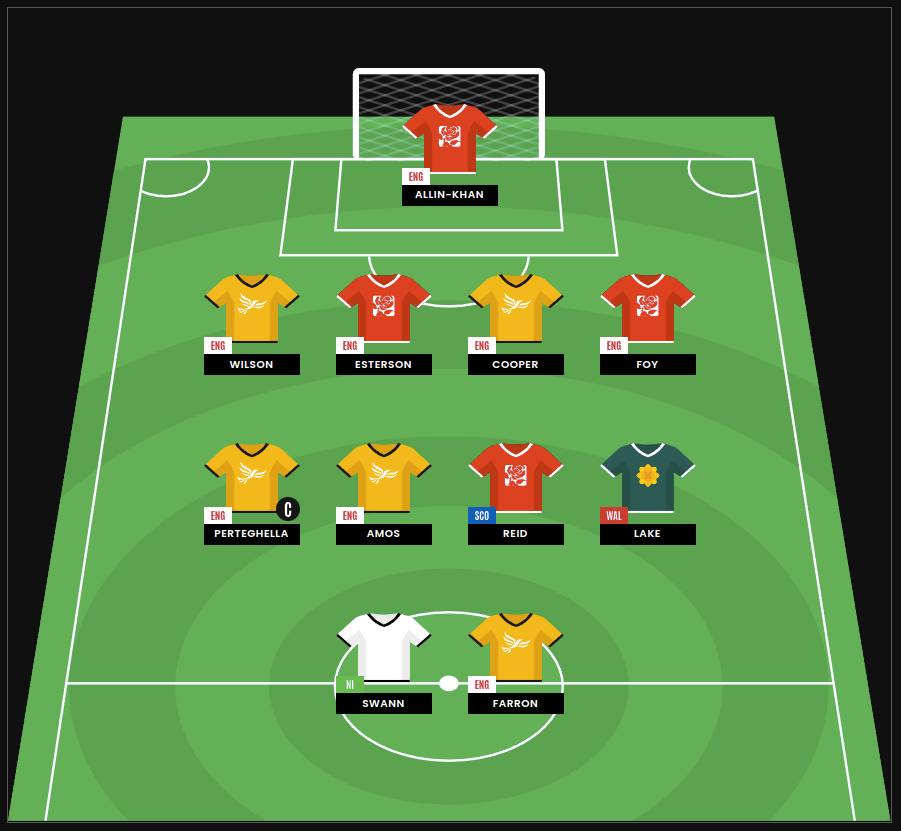 ENG
ALLIN-KHAN
ENG
WILSON
ENG
ESTERSON
ENG
COOPER
ENG
FOY
ENG
C
PERTEGHELLA
ENG
AMOS
SCO
REID
WAL
LAKE
NI
SWANN
ENG
FARRON